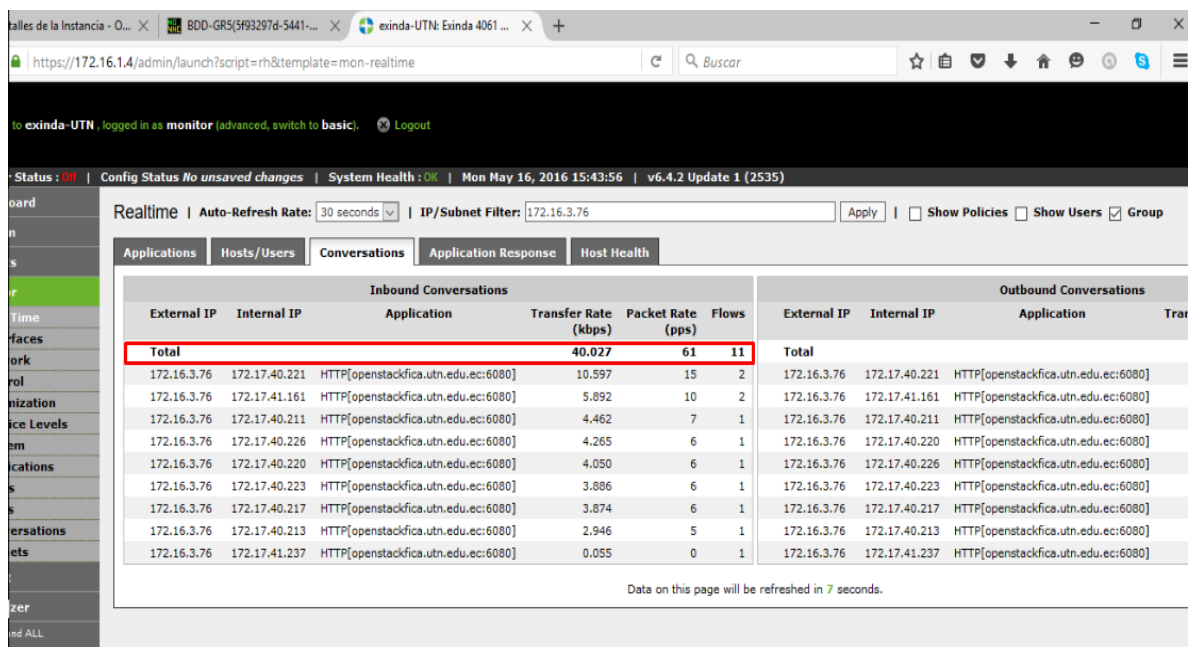 talles de la Instancia - O... BDD-GR5(5f93297d-5441-... exinda-UTN: Exinda 4061 ...
https://172.16.1.4/admin/launch?script=rh&template=mon-realtime Buscar
to exinda-UTN , logged in as monitor (advanced, switch to basic). Logout
Status : Off | Config Status No unsaved changes | System Health : OK | Mon May 16, 2016 15:43:56 | v6.4.2 Update 1 (2535)
oard
n
s
r
Time
rfaces
ork
rol
mization
ice Levels
em
ications
s
s
ersations
ets
zer
and ALL
Realtime | Auto-Refresh Rate: 30 seconds | IP/Subnet Filter: 172.16.3.76 Apply | Show Policies Show Users Group
Applications Hosts/Users Conversations Application Response Host Health
Inbound Conversations Outbound Conversations
External IP Internal IP Application Transfer Rate Packet Rate Flows External IP Internal IP Application Tran
(kbps) (pps)
Total 40.027 61 11 Total
172.16.3.76 172.17.40.221 HTTP[openstackfica.utn.edu.ec:6080] 10.597 15 2 172.16.3.76 172.17.40.221 HTTP[openstackfica.utn.edu.ec:6080]
172.16.3.76 172.17.41.161 HTTP[openstackfica.utn.edu.ec:6080] 5.892 10 2 172.16.3.76 172.17.41.161 HTTP[openstackfica.utn.edu.ec:6080]
172.16.3.76 172.17.40.211 HTTP[openstackfica.utn.edu.ec:6080] 4.462 7 1 172.16.3.76 172.17.40.211 HTTP[openstackfica.utn.edu.ec:6080]
172.16.3.76 172.17.40.226 HTTP[openstackfica.utn.edu.ec:6080] 4.265 6 1 172.16.3.76 172.17.40.220 HTTP[openstackfica.utn.edu.ec:6080]
172.16.3.76 172.17.40.220 HTTP[openstackfica.utn.edu.ec:6080] 4.050 6 1 172.16.3.76 172.17.40.226 HTTP[openstackfica.utn.edu.ec:6080]
172.16.3.76 172.17.40.223 HTTP[openstackfica.utn.edu.ec:6080] 3.886 6 1 172.16.3.76 172.17.40.223 HTTP[openstackfica.utn.edu.ec:6080]
172.16.3.76 172.17.40.217 HTTP[openstackfica.utn.edu.ec:6080] 3.874 6 1 172.16.3.76 172.17.40.217 HTTP[openstackfica.utn.edu.ec:6080]
172.16.3.76 172.17.40.213 HTTP[openstackfica.utn.edu.ec:6080] 2.946 5 1 172.16.3.76 172.17.40.213 HTTP[openstackfica.utn.edu.ec:6080]
172.16.3.76 172.17.41.237 HTTP[openstackfica.utn.edu.ec:6080] 0.055 0 1 172.16.3.76 172.17.41.237 HTTP[openstackfica.utn.edu.ec:6080]
Data on this page will be refreshed in 7 seconds.